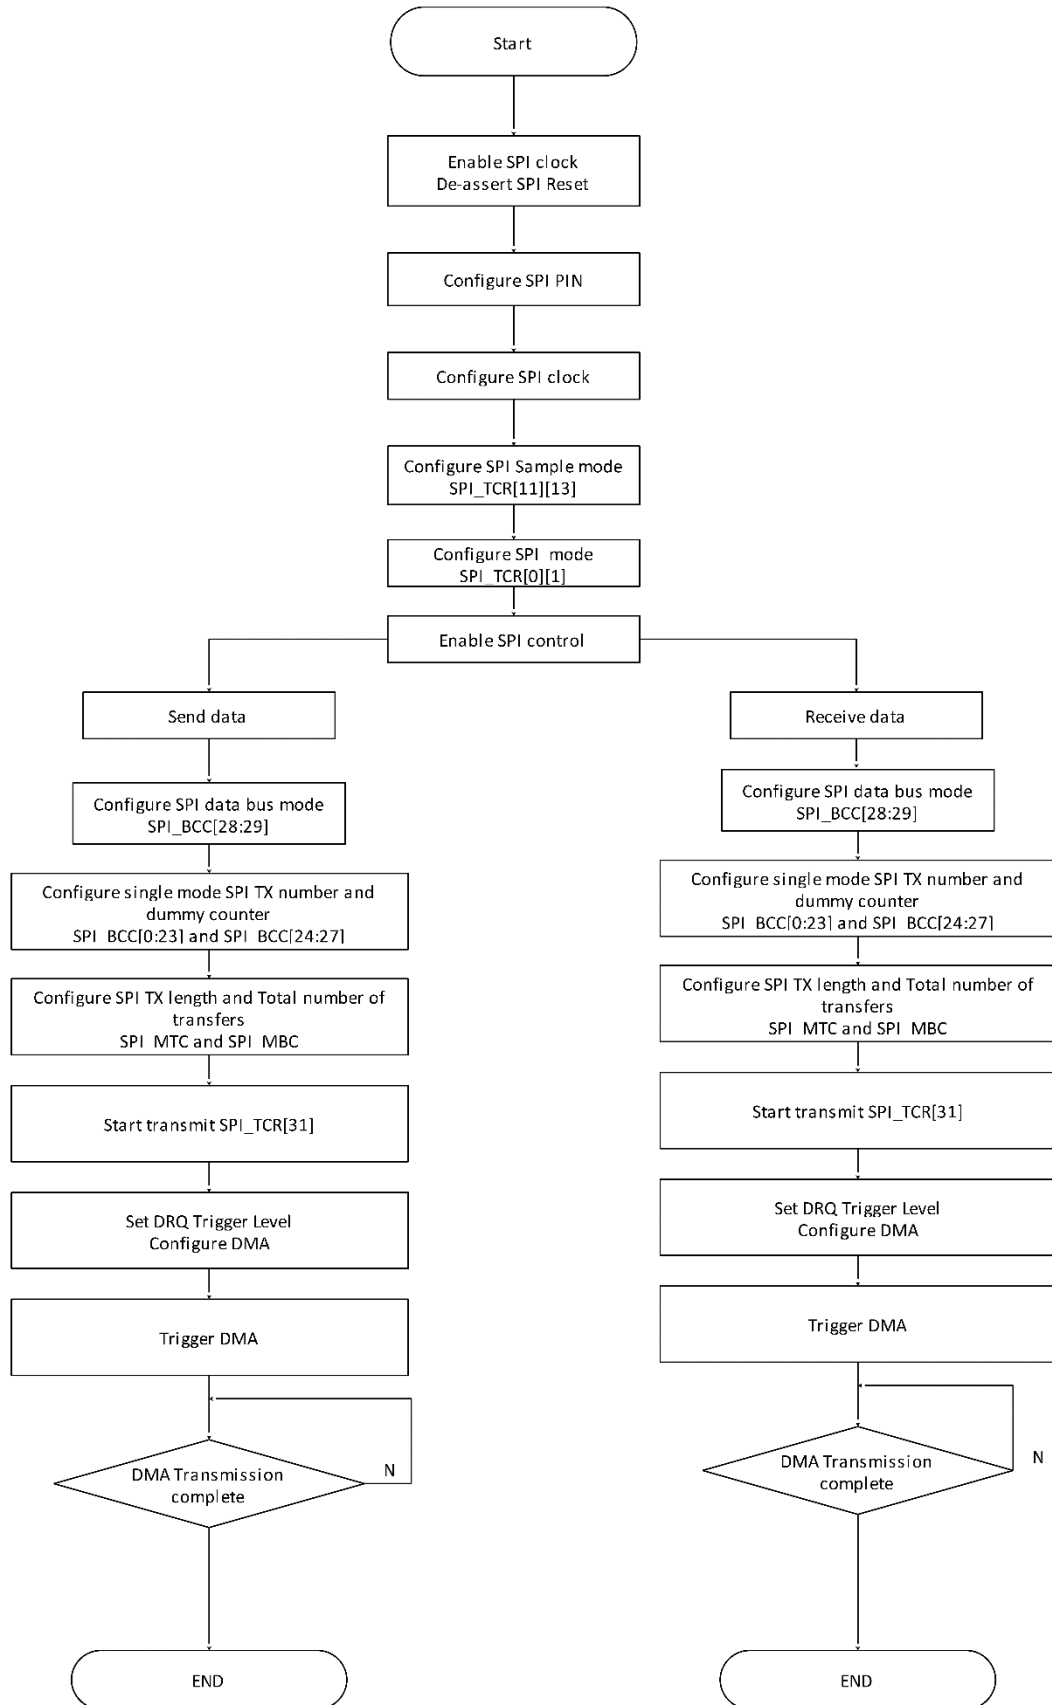 Start
Enable SPI clock
De-assert SPI Reset
Configure SPI PIN
Configure SPI clock
Configure SPI Sample mode
SPI_TCR[11][13]
Configure SPI mode
SPI_TCR[0][1]
Enable SPI control
Send data
Configure SPI data bus mode
SPI_BCC[28:29]
Configure single mode SPI TX number and
dummy counter
SPI_BCC[0:23] and SPI_BCC[24:27]
Configure SPI TX length and Total number of
transfers
SPI_MTC and SPI_MBC
Start transmit SPI_TCR[31]
Set DRQ Trigger Level
Configure DMA
Trigger DMA
DMA Transmission
complete
N
END
Receive data
Configure SPI data bus mode
SPI_BCC[28:29]
Configure single mode SPI TX number and
dummy counter
SPI_BCC[0:23] and SPI_BCC[24:27]
Configure SPI TX length and Total number of
transfers
SPI_MTC and SPI_MBC
Start transmit SPI_TCR[31]
Set DRQ Trigger Level
Configure DMA
Trigger DMA
DMA Transmission
complete
N
END